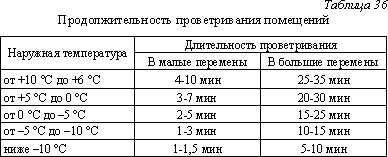 Таблица 36
Продолжительность проветривания помещений
Наружная температура
Длительность проветривания
В малые перемены
В большие перемены
от +10 °С до +6 °С 4-10 мин 25-35 мин
от +5 °С до 0 °С 3-7 мин 20-30 мин
от 0 °С до –5 °С 2-5 мин 15-25 мин
от –5 °С до –10 °С 1-3 мин 10-15 мин
ниже –10 °С 1-1,5 мин 5-10 мин